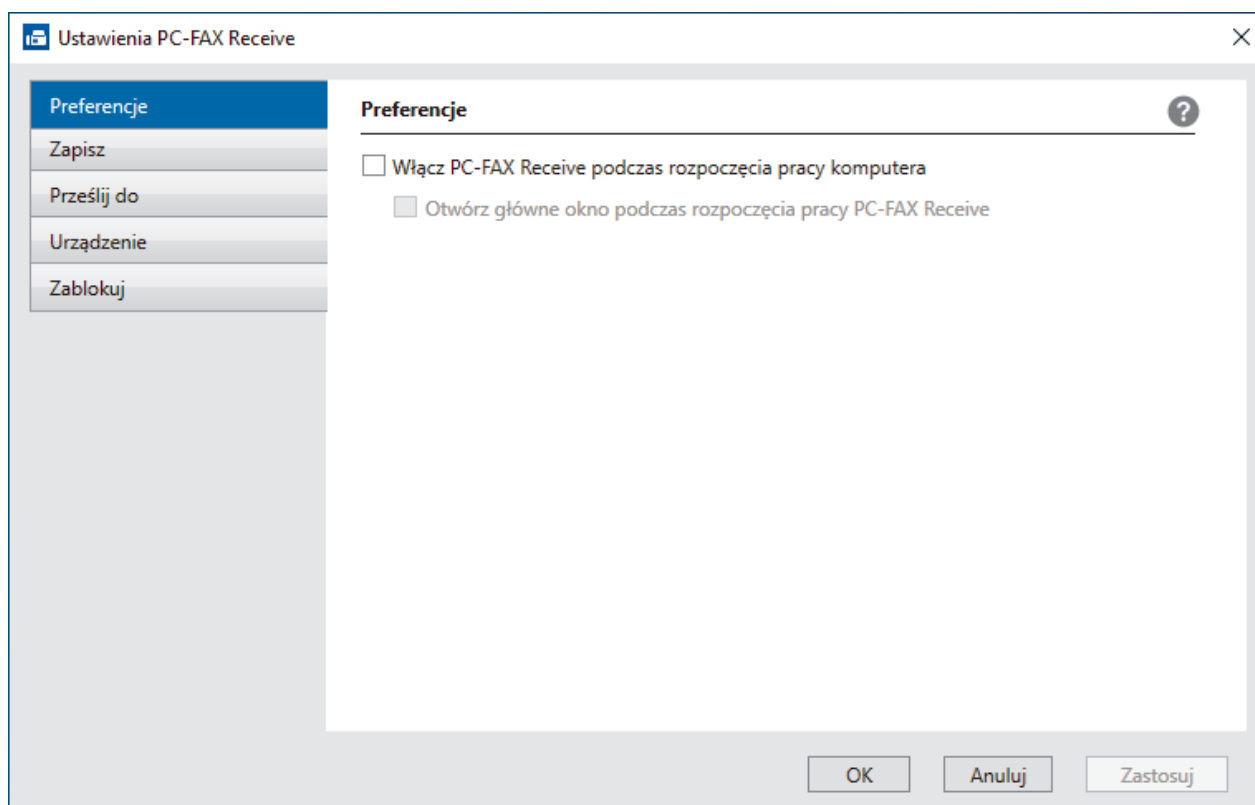 Ustawienia PC-FAX Receive
Preferencje
Zapisz
Prześlij do
Urządzenie
Zablokuj
Preferencje
?
Włącz PC-FAX Receive podczas rozpoczęcia pracy komputera
Otwórz główne okno podczas rozpoczęcia pracy PC-FAX Receive
OK
Anuluj
Zastosuj